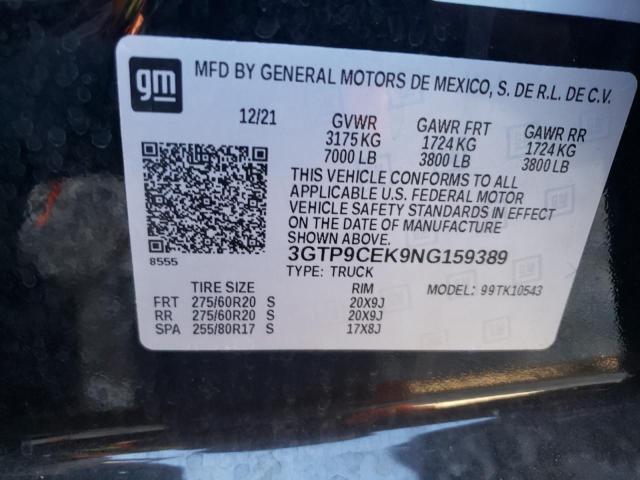 gm MFD BY GENERAL MOTORS DE MEXICO, S. DE R.L. DE C.V.
12/21 GVWR GAWR FRT GAWR RR
3175 KG 1724 KG 1724 KG
7000 LB 3800 LB 3800 LB
THIS VEHICLE CONFORMS TO ALL
APPLICABLE U.S. FEDERAL MOTOR
VEHICLE SAFETY STANDARDS IN EFFECT
ON THE DATE OF MANUFACTURE
SHOWN ABOVE.
8555 3GTP9CEK9NG159389
TYPE: TRUCK
TIRE SIZE RIM MODEL: 99TK10543
FRT 275/60R20 S 20X9J
RR 275/60R20 S 20X9J
SPA 255/80R17 S 17X8J